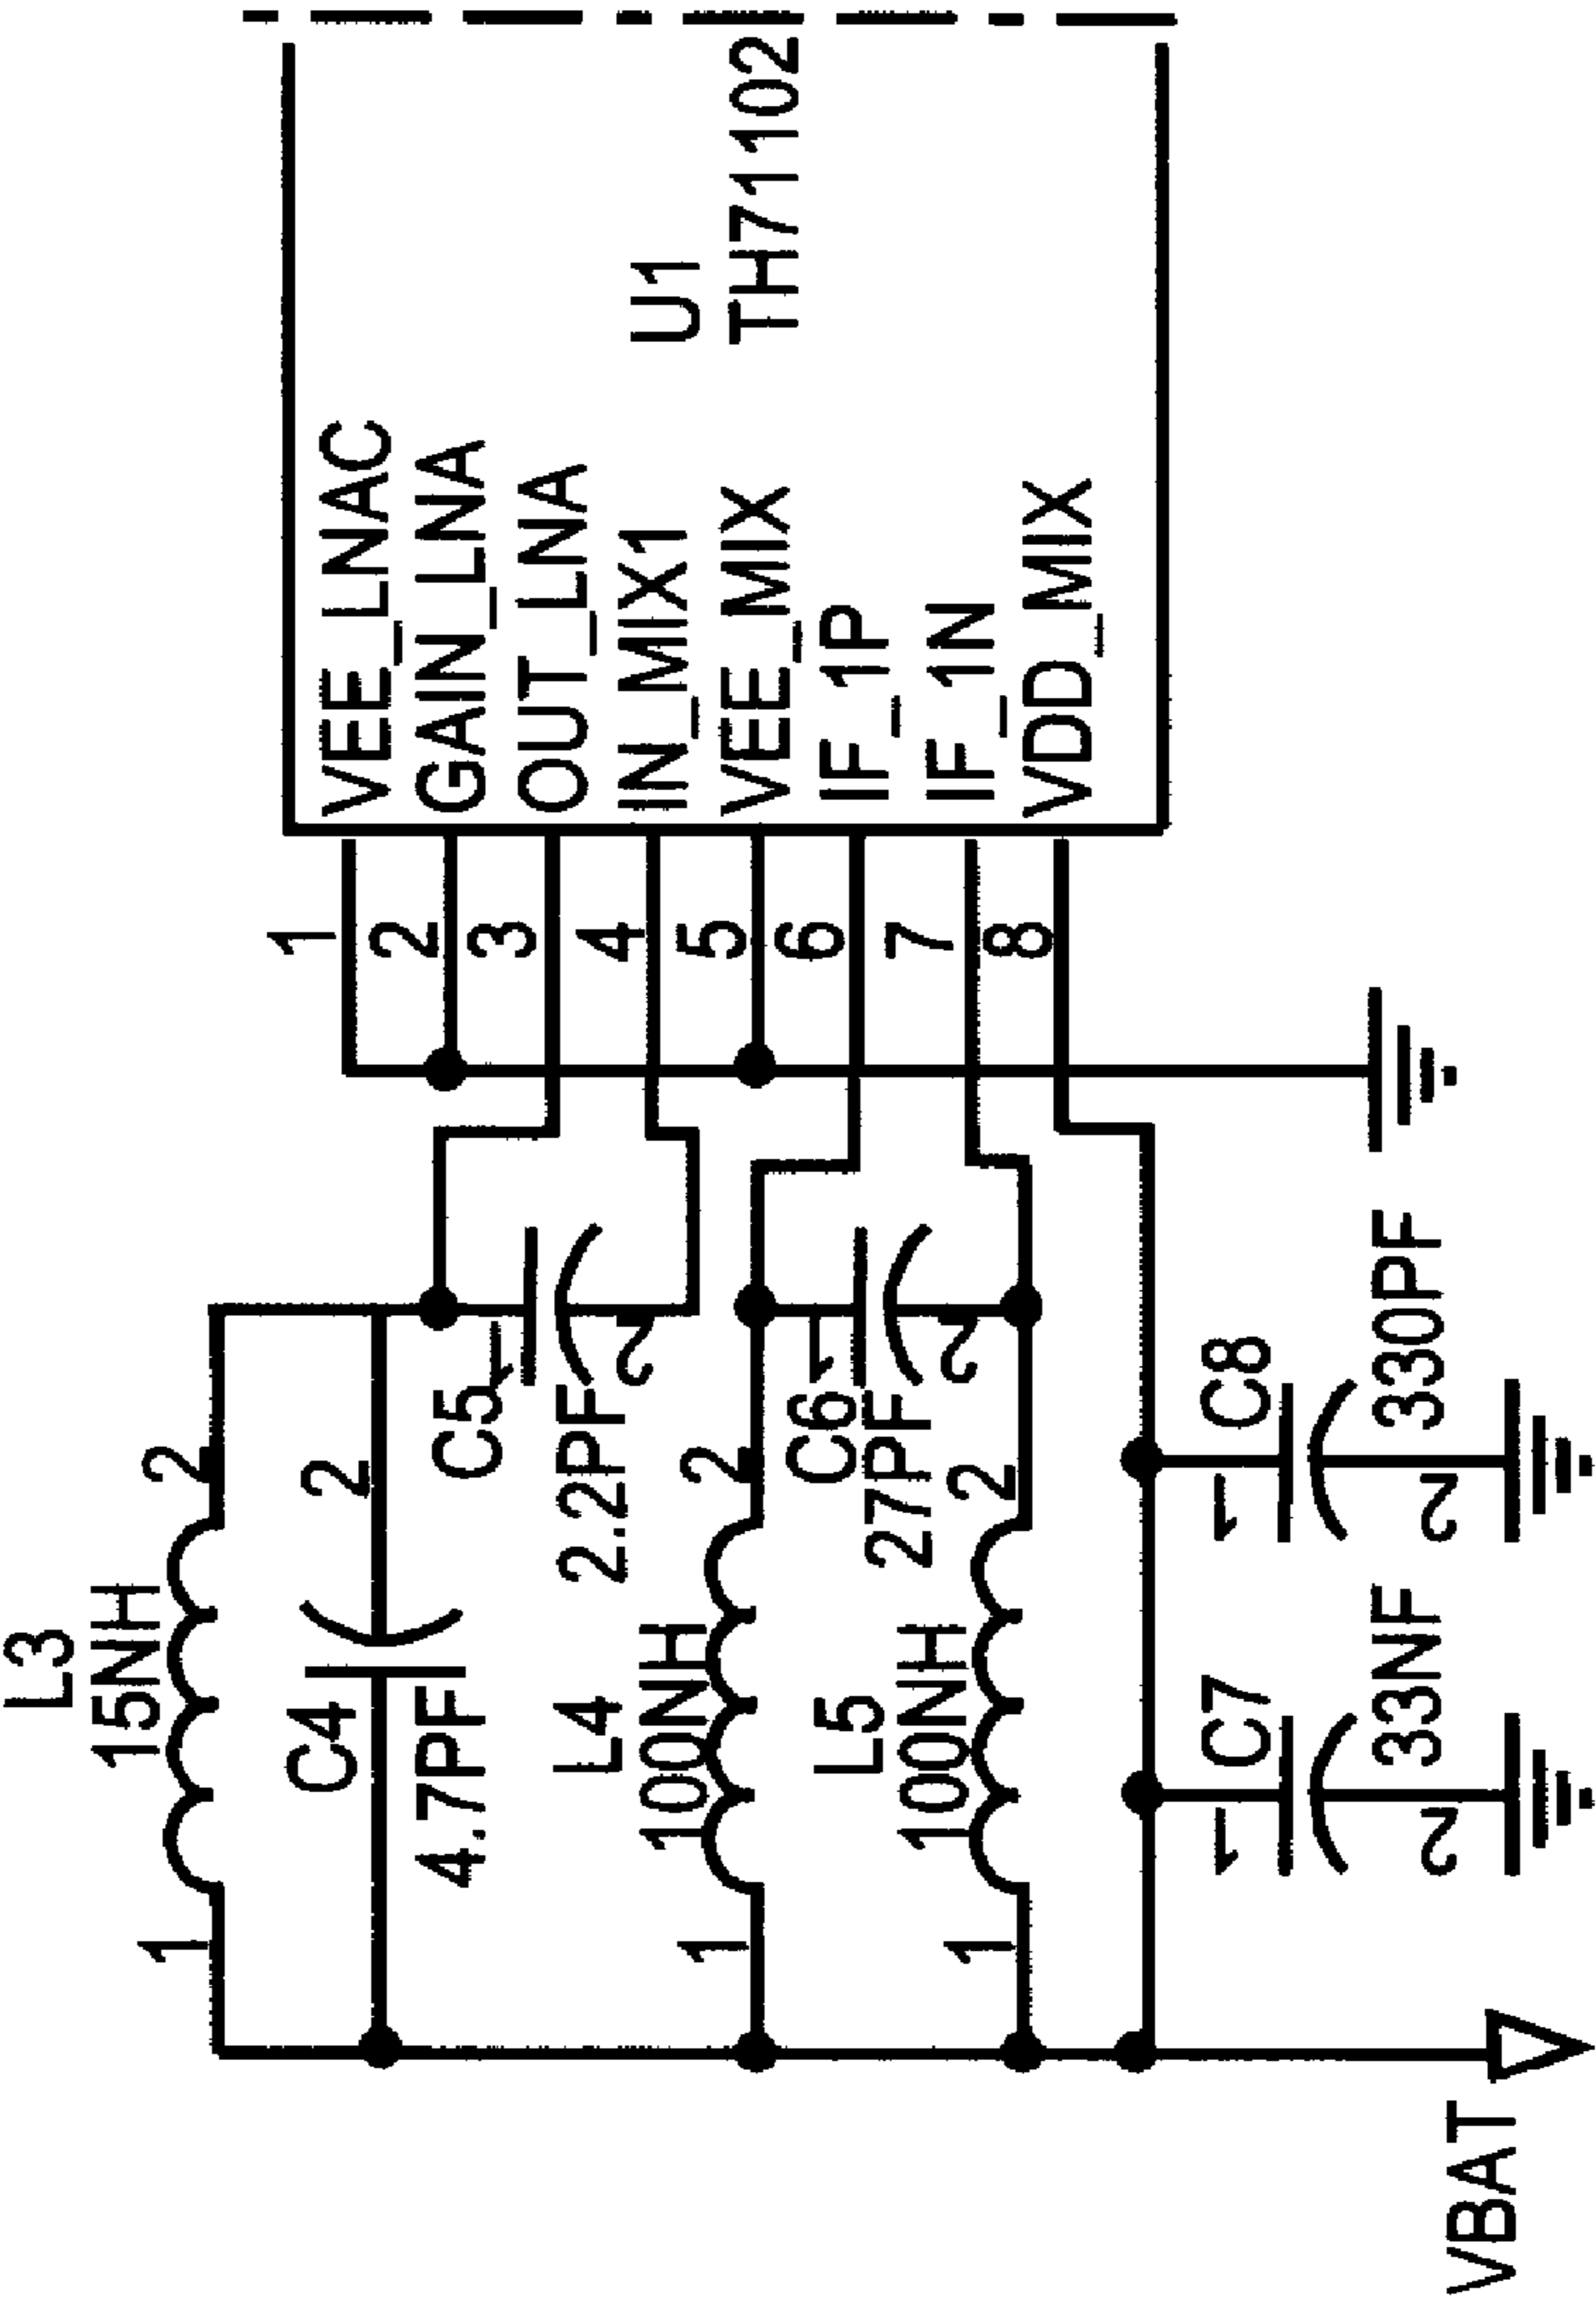 L3
15NH
1
2
C4
2
4.7PF
C5
1
2
2.2PF
L4
100NH
1
2
C6
1
2
27PF
L5
100NH
1
2
C7
1
2
33NF
C8
1
2
330PF
VBAT
1
2
3
4
5
6
7
8
VEE_LNAC
GAIN_LNA
OUT_LNA
IN_MIX1
VEE_MIX
IF_1P
IF_1N
VDD_MIX
U1
TH71102